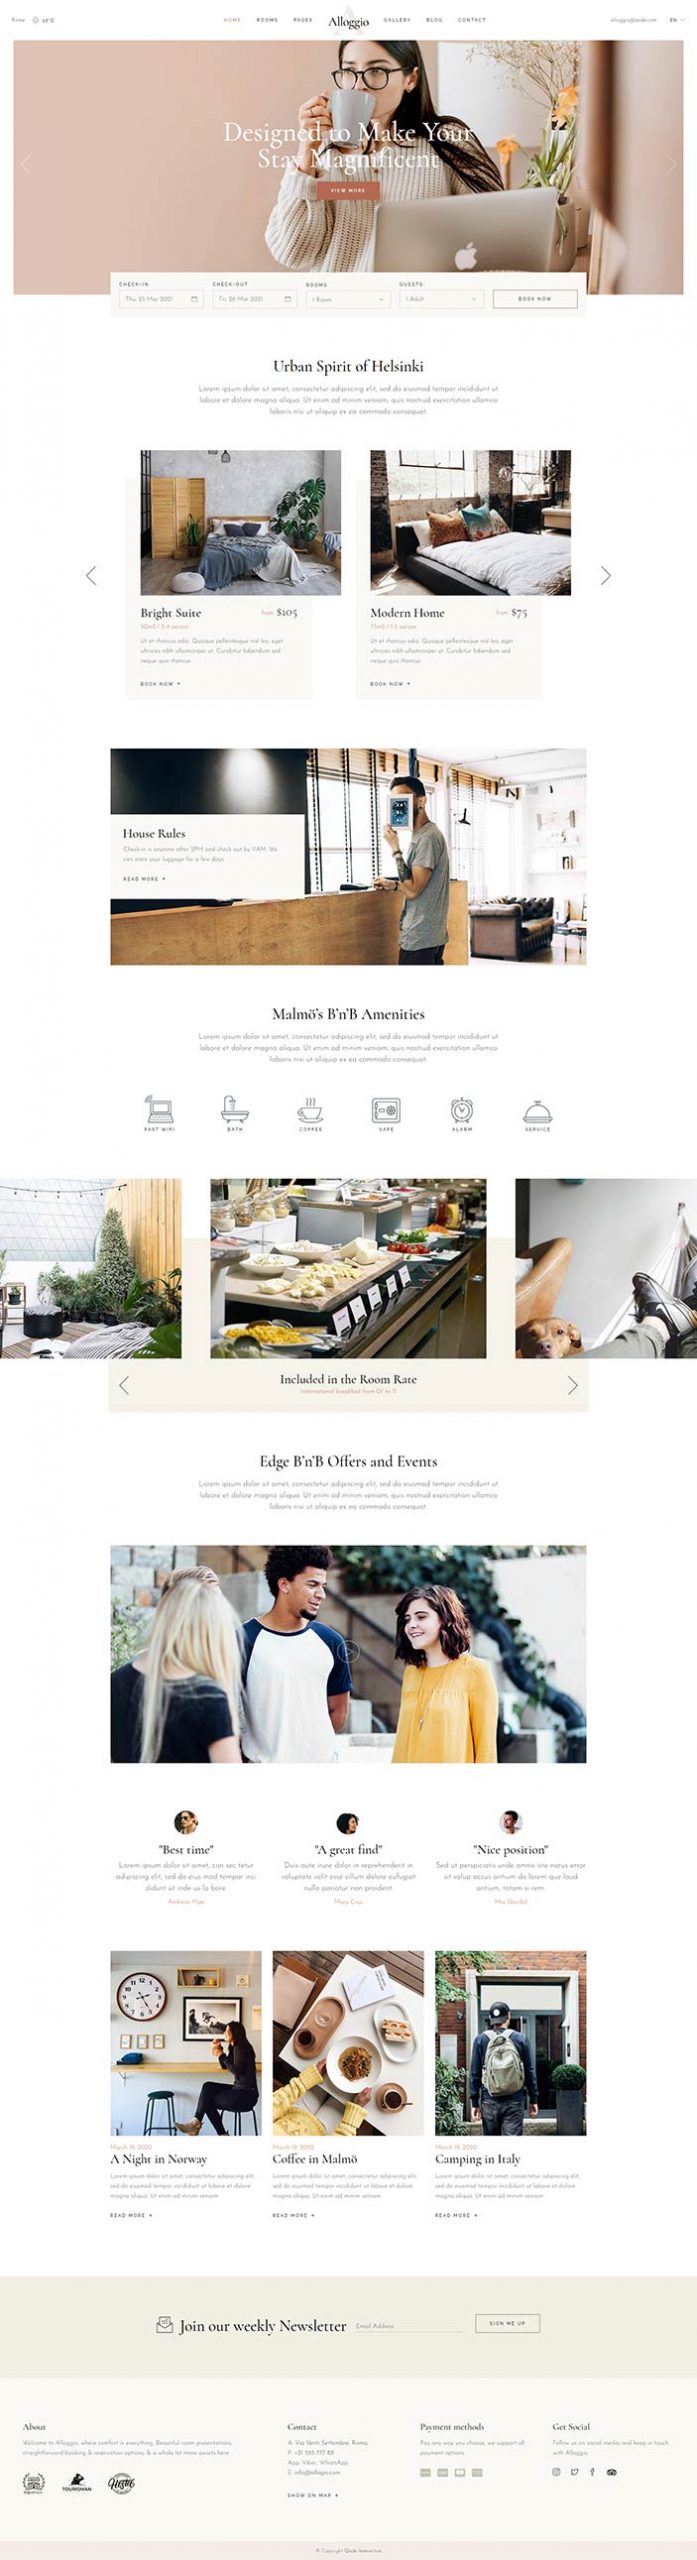 Rome
17°C
HOME
ROOMS
PAGES
Alloggio
GALLERY
BLOG
CONTACT
alloggio@qode.com
EN
Designed to Make Your
Stay Magnificent
VIEW MORE
CHECK-IN
CHECK-OUT
ROOMS
GUESTS
Thu, 25 Mar 2021
Fri, 26 Mar 2021
1 Room
1 Adult
BOOK NOW
Urban Spirit of Helsinki
Lorem ipsum dolor sit amet, consectetur adipiscing elit, sed do eiusmod tempor incididunt ut
labore et dolore magna aliqua. Ut enim ad minim veniam, quis nostrud exercitation ullamco
laboris nisi ut aliquip ex ea commodo consequat.
Bright Suite
from $105
50m2 / 2-4 person
Ut et rhoncus odio. Quisque pellentesque nisl leo, eget
ultricies nibh ullamcorper ut. Curabitur bibendum sed
neque quis rhoncus
BOOK NOW +
Modern Home
from $75
75m2 / 1-3 person
Ut et rhoncus odio. Quisque pellentesque nisl leo, eget
ultricies nibh ullamcorper ut. Curabitur bibendum sed
neque quis rhoncus
BOOK NOW +
House Rules
Check-in is anytime after 2PM and check out by 11AM. We
can store your luggage for a few days
READ MORE +
Malmö's B'n'B Amenities
Lorem ipsum dolor sit amet, consectetur adipiscing elit, sed do eiusmod tempor incididunt ut
labore et dolore magna aliqua. Ut enim ad minim veniam, quis nostrud exercitation ullamco
laboris nisi ut aliquip ex ea commodo consequat.
FAST WIFI
BATH
COFFEE
SAFE
ALARM
SERVICE
Included in the Room Rate
International breakfast from 07 to 11
Edge B'n'B Offers and Events
Lorem ipsum dolor sit amet, consectetur adipiscing elit, sed do eiusmod tempor incididunt ut
labore et dolore magna aliqua. Ut enim ad minim veniam, quis nostrud exercitation ullamco
laboris nisi ut aliquip ex ea commodo consequat.
"Best time"
Lorem ipsum dolor sit amet, con sec tetur
adipiscing elit, sed do eius mod tempor inci
didunt ut inde us la bore.
Andreas Møs
"A great find"
Duis aute irure dolor in reprehenderit in
voluptate velit esse cillum dolore eufugiat
nulla pariatur non proident.
Mary Cruz
"Nice position"
Sed ut perspiciatis unde omnis iste natus error
sit volup accus antium do lorem que laud
antium, totam si rem.
Mia Skurdal
March 19, 2020
A Night in Norway
Lorem ipsum dolor sit amet, consectetur adipiscing elit,
sed do eiusmod tempor incididunt ut labore et dolore
magna aliqua. Ut enim ad minim veniam
READ MORE +
March 19, 2020
Coffee in Malmö
Lorem ipsum dolor sit amet, consectetur adipiscing elit,
sed do eiusmod tempor incididunt ut labore et dolore
magna aliqua. Ut enim ad minim veniam
READ MORE +
March 19, 2020
Camping in Italy
Lorem ipsum dolor sit amet, consectetur adipiscing elit,
sed do eiusmod tempor incididunt ut labore et dolore
magna aliqua. Ut enim ad minim veniam
READ MORE +
Join our weekly Newsletter
Email Address
SIGN ME UP
About
Welcome to Alloggio, where comfort is everything. Beautiful room presentations,
straightforward booking & reservation options, & a whole lot more awaits here.
TOURISMAN
Contact
A: Via Venti Settembre, Roma
P: +31 555 777 83
App: Viber, WhatsApp
E: info@alloggio.com
SHOW ON MAP +
Payment methods
Pay any way you choose, we support all
payment options.
Get Social
Follow us on social media and keep in touch
with Alloggio.
© Copyright Qode Interactive